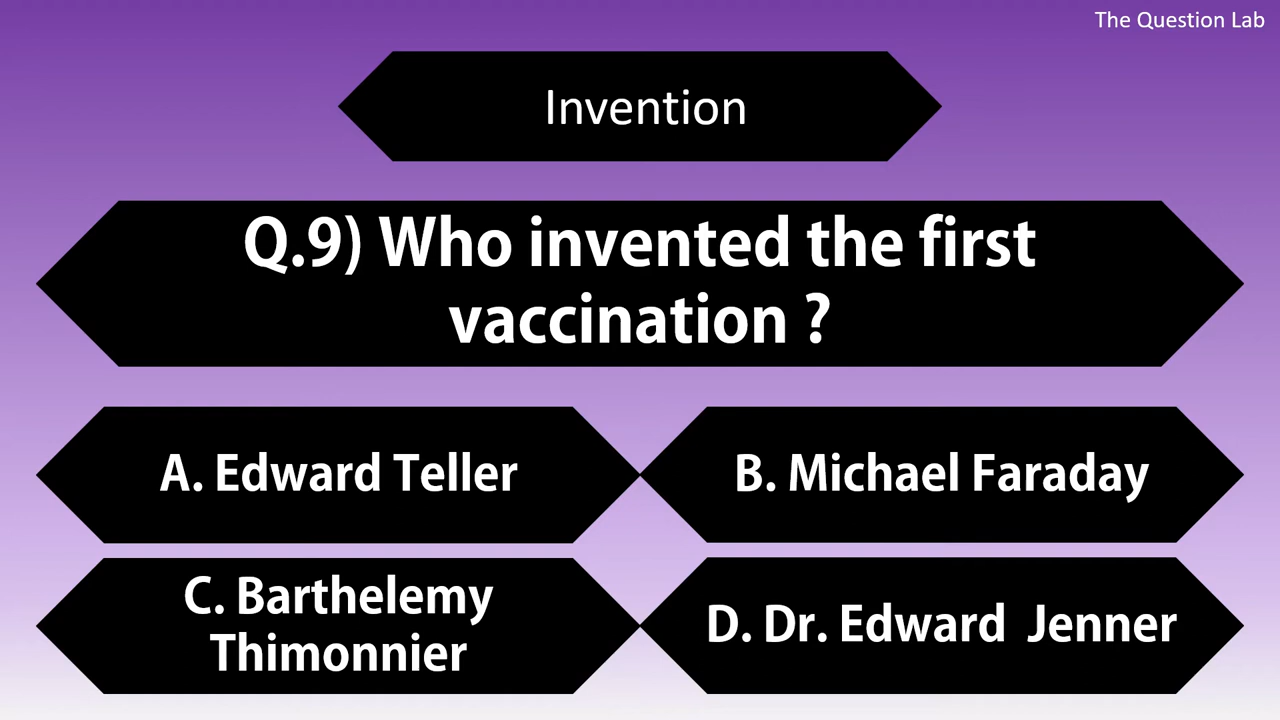 The Question Lab
Invention
Q.9) Who invented the first
vaccination ?
A. Edward Teller
B. Michael Faraday
C. Barthelemy
Thimonnier
D. Dr. Edward  Jenner